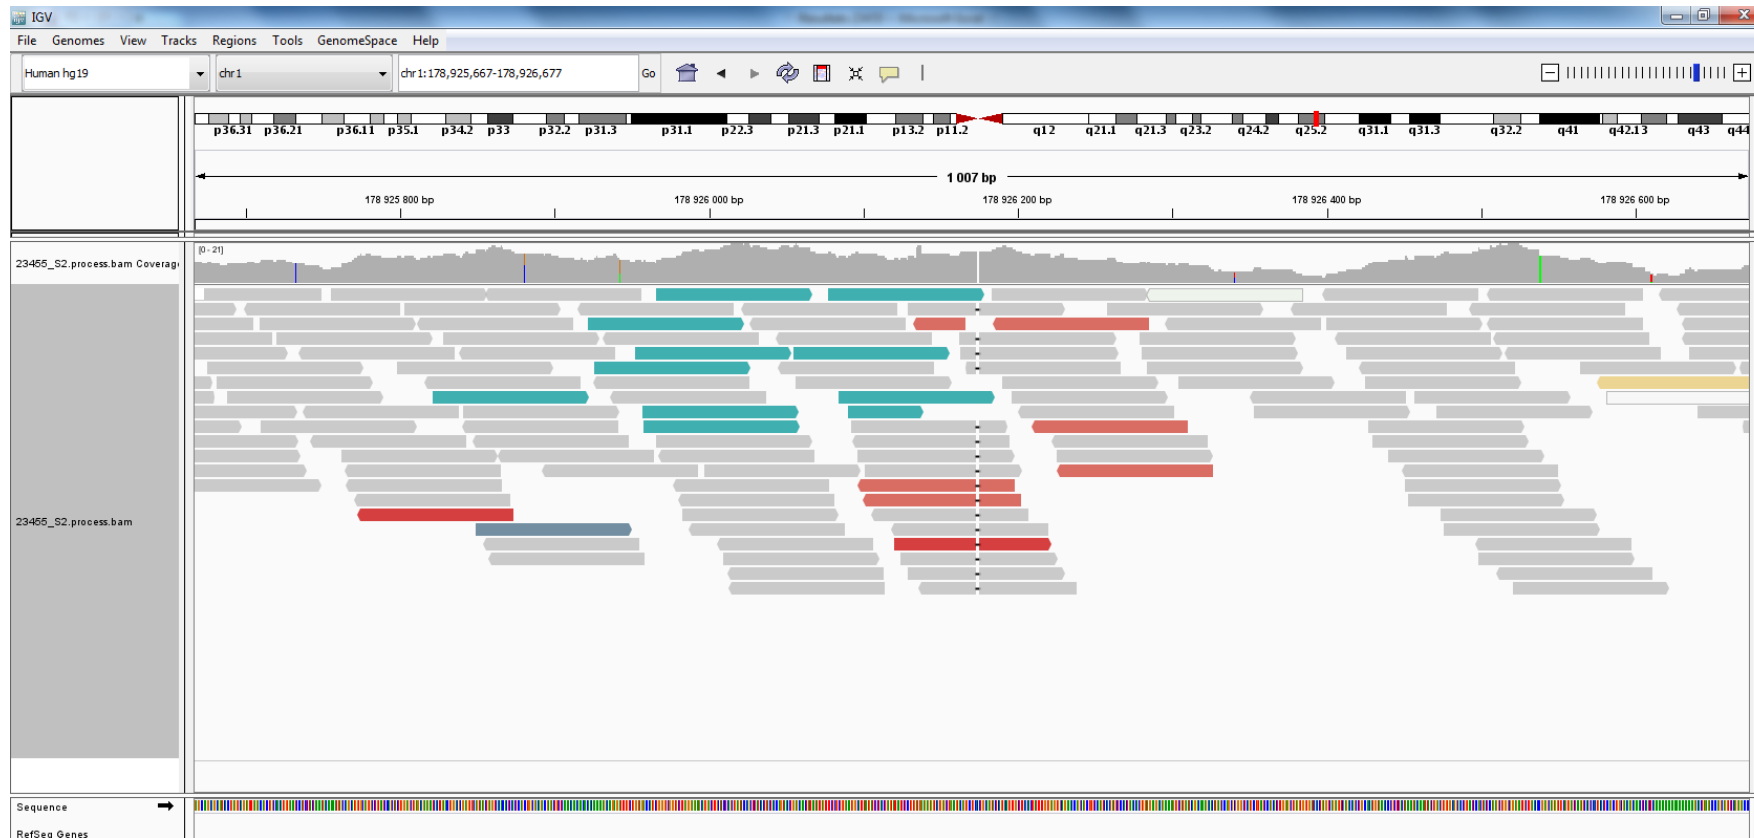 IGV
File Genomes View Tracks Regions Tools GenomeSpace Help
Human hg19 chr1 chr1:178,925,667-178,926,677 Go
p36.31 p36.21 p36.11 p35.1 p34.2 p33 p32.2 p31.3 p31.1 p22.3 p21.3 p21.1 p13.2 p11.2 q12 q21.1 q21.3 q23.2 q24.2 q25.2 q31.1 q31.3 q32.2 q41 q42.13 q43 q44
1 007 bp
178 925 800 bp 178 926 000 bp 178 926 200 bp 178 926 400 bp 178 926 600 bp
[0 - 21]
23455_S2.process.bam Coverage
23455_S2.process.bam
Sequence
RefSeq Genes